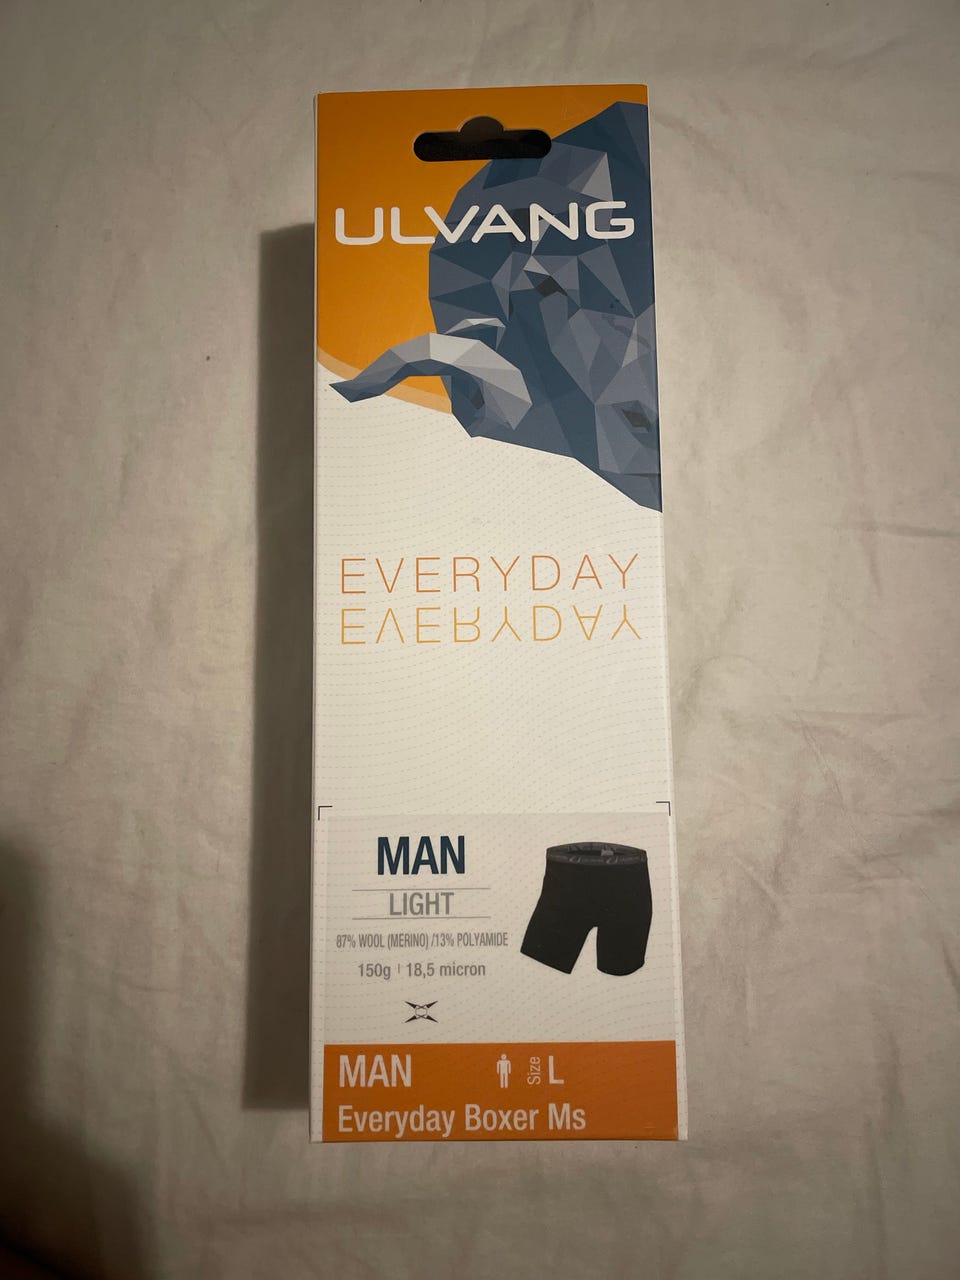 ULVANG
EVERYDAY
EVERYDAY
MAN
LIGHT
87% WOOL (MERINO) /13% POLYAMIDE
150g | 18,5 micron
MAN Size L
Everyday Boxer Ms